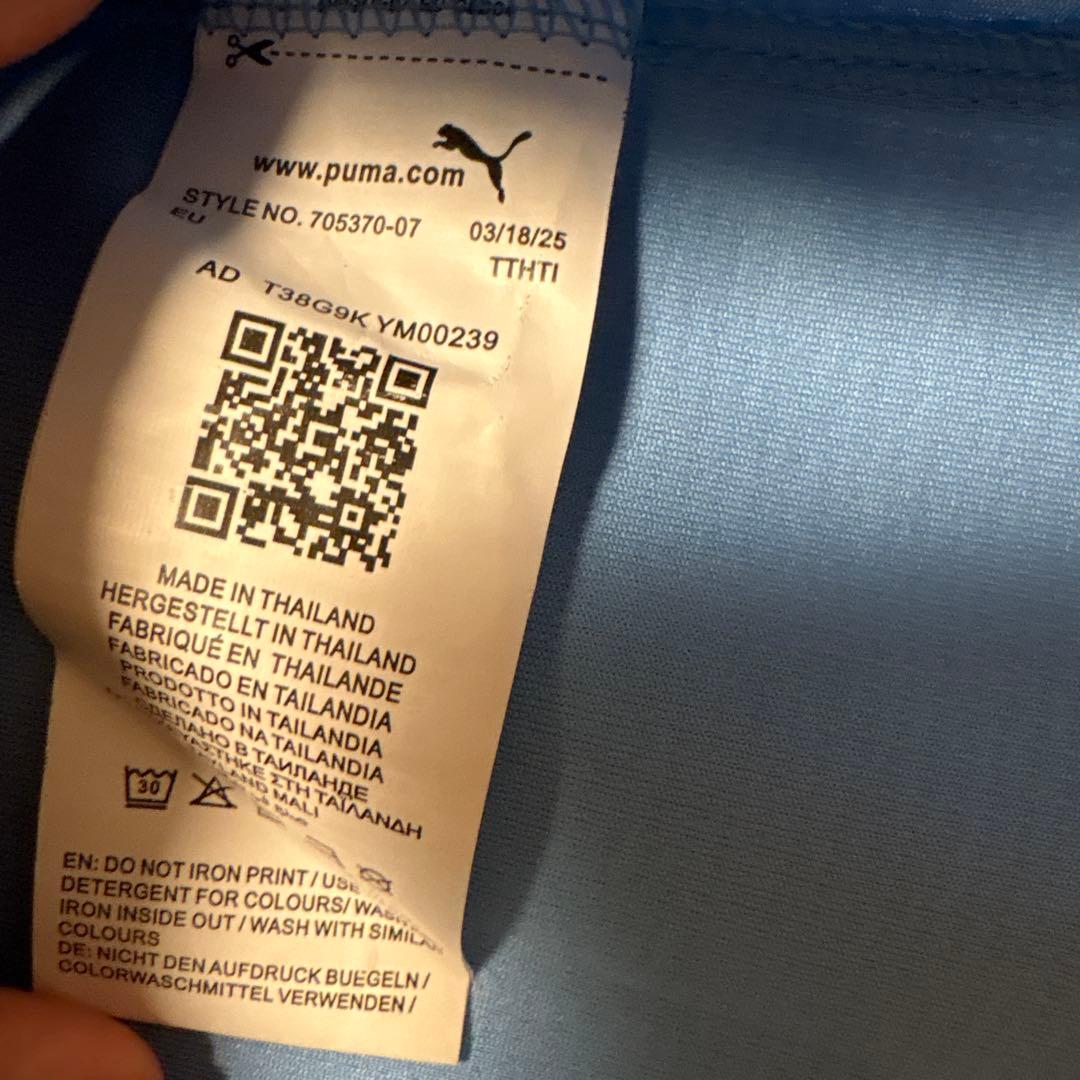 www.puma.com
STYLE NO. 705370-07 03/18/25
EU TTHTI
AD T38G9K YM00239
MADE IN THAILAND
HERGESTELLT IN THAILAND
FABRIQUÉ EN THAILANDE
FABRICADO EN TAILANDIA
PRODOTTO IN TAILANDIA
FABRICADO NA TAILANDIA
СДЕЛАНО В ТАИЛАНДЕ
ΣΤΗ ΤΑΪΛΑΝΔΗ
MALI
30
EN: DO NOT IRON PRINT / USE
DETERGENT FOR COLOURS/
IRON INSIDE OUT / WASH WITH SIMILAR
COLOURS
DE: NICHT DEN AUFDRUCK BUEGELN /
COLORWASCHMITTEL VERWENDEN /